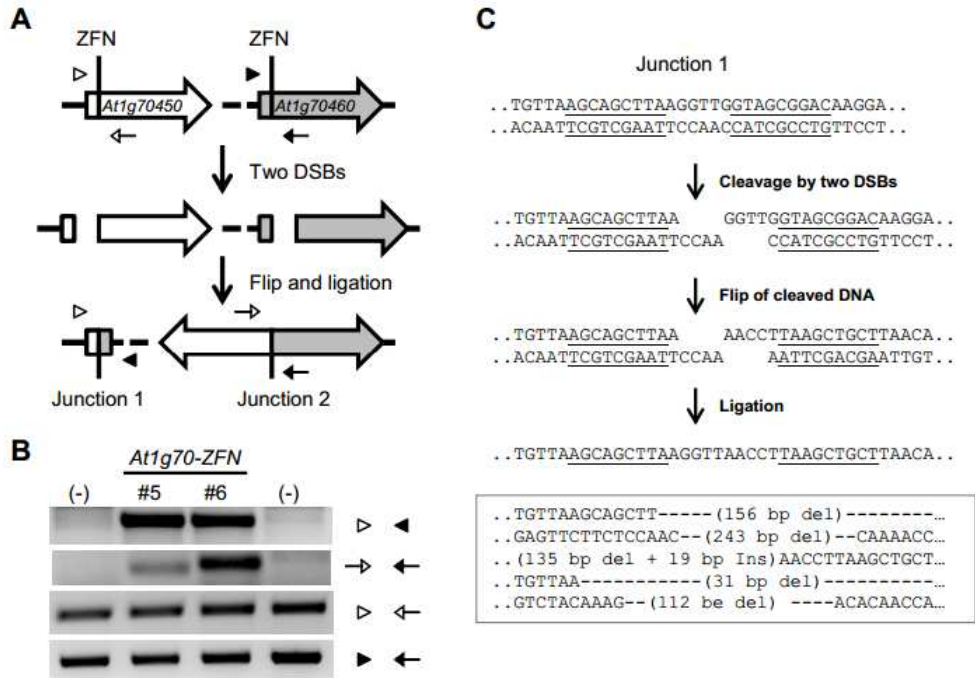 A
ZFN ZFN
At1g70450 At1g70460
Two DSBs
Flip and ligation
Junction 1 Junction 2
B
At1g70-ZFN
(-) #5 #6 (-)
C
Junction 1
..TGTTAAGCAGCTTAAGGTTGGTAGCGGACAAGGA..
..ACAATTCGTCGAATTCCAACCATCGCCTGTTCCT..
Cleavage by two DSBs
..TGTTAAGCAGCTTAA GGTTGGTAGCGGACAAGGA..
..ACAATTCGTCGAATTCCAA CCATCGCCTGTTCCT..
Flip of cleaved DNA
..TGTTAAGCAGCTTAA AACCTTAAGCTGCTTAACA..
..ACAATTCGTCGAATTCCAA AATTCGACGAATTGT..
Ligation
..TGTTAAGCAGCTTAAGGTTAACCTTAAGCTGCTTAACA..
..TGTTAAGCAGCTT-----(156 bp del)---------…
..GAGTTCTTCTCCAAC--(243 bp del)--CAAAACC…
..(135 bp del + 19 bp Ins)AACCTTAAGCTGCT…
..TGTTAA-----------(31 bp del)-----------…
..GTCTACAAAG--(112 be del) ----ACACAACCA…